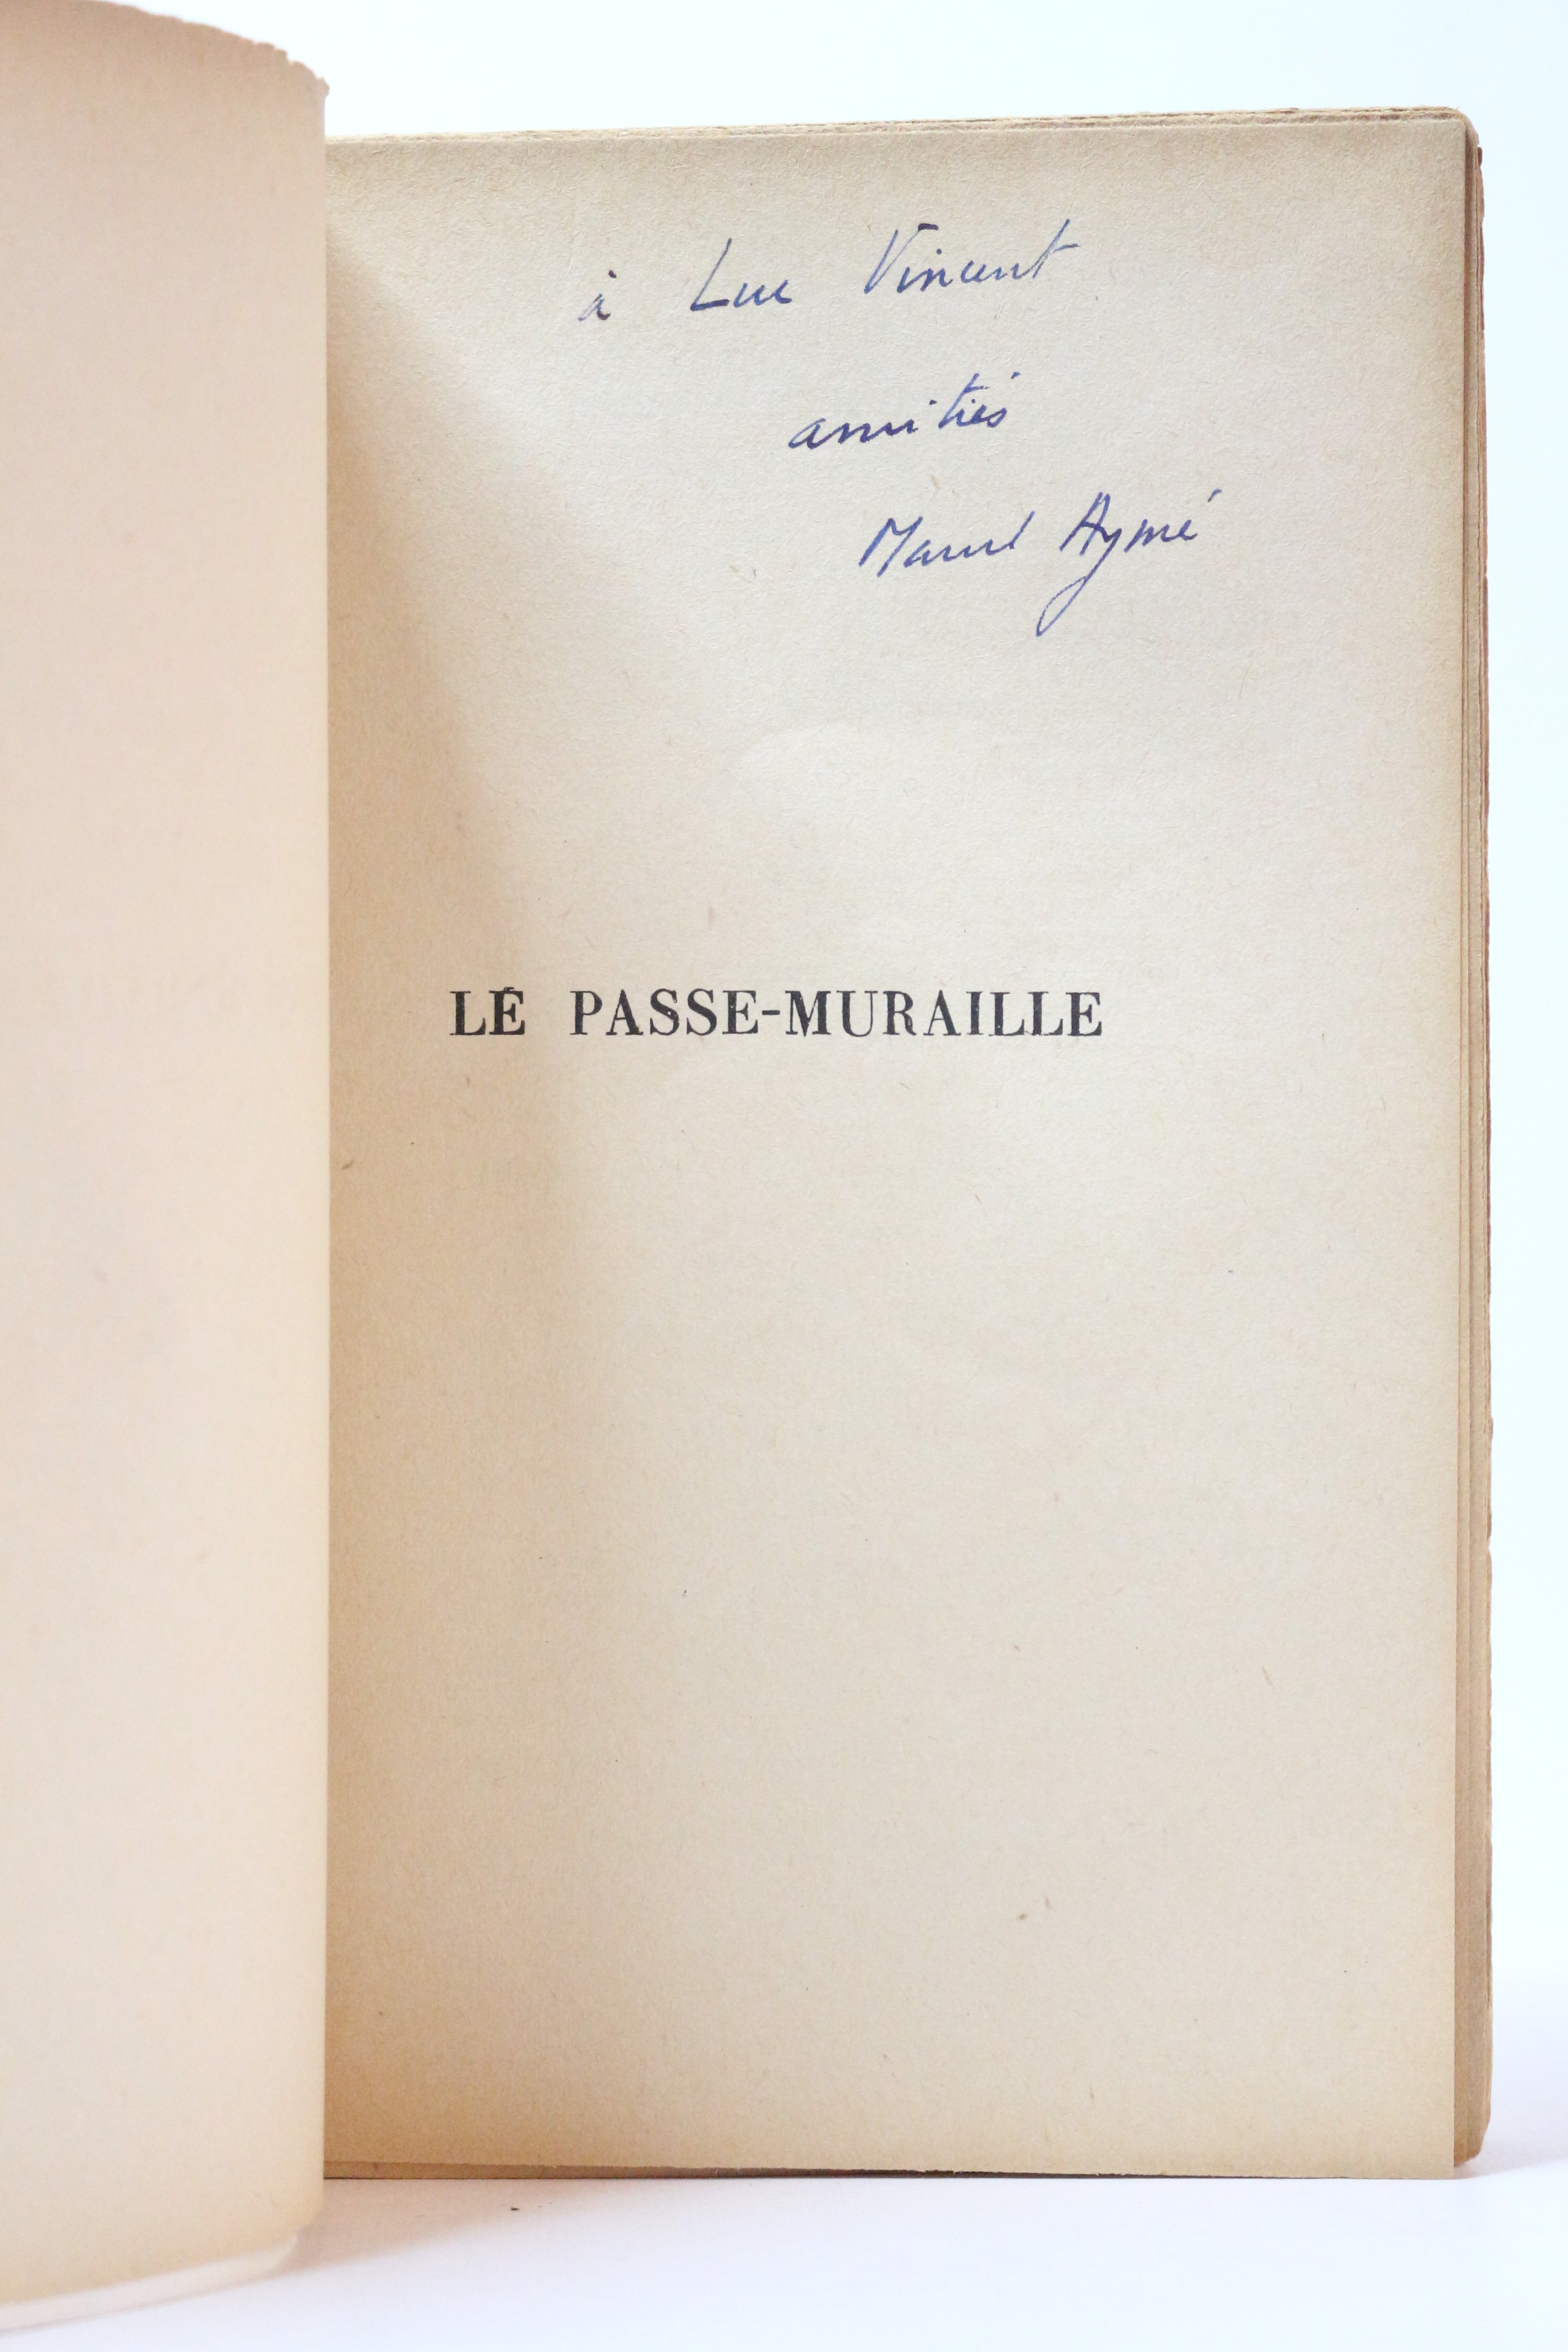 à Luc Vincent
amitiés
Marcel Aymé
LE PASSE-MURAILLE